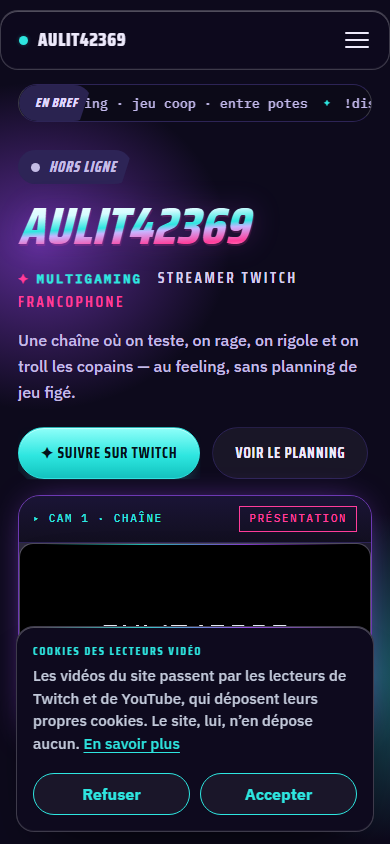 AULIT42369
EN BREF ing · jeu coop · entre potes ✦ !dis
HORS LIGNE
AULIT42369
✦ MULTIGAMING STREAMER TWITCH
FRANCOPHONE
Une chaîne où on teste, on rage, on rigole et on
troll les copains — au feeling, sans planning de
jeu figé.
✦ SUIVRE SUR TWITCH VOIR LE PLANNING
▸ CAM 1 · CHAÎNE PRÉSENTATION
COOKIES DES LECTEURS VIDÉO
Les vidéos du site passent par les lecteurs de
Twitch et de YouTube, qui déposent leurs
propres cookies. Le site, lui, n’en dépose
aucun. En savoir plus
Refuser Accepter